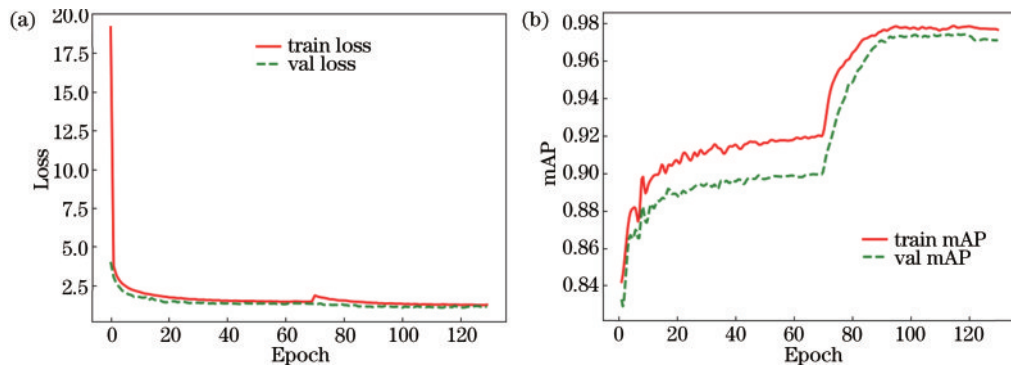 (a)
20.0
17.5
15.0
12.5
10.0
7.5
5.0
2.5
Loss
train loss
val loss
0 20 40 60 80 100 120
Epoch
(b)
0.98
0.96
0.94
0.92
0.90
0.88
0.86
0.84
mAP
train mAP
val mAP
0 20 40 60 80 100 120
Epoch